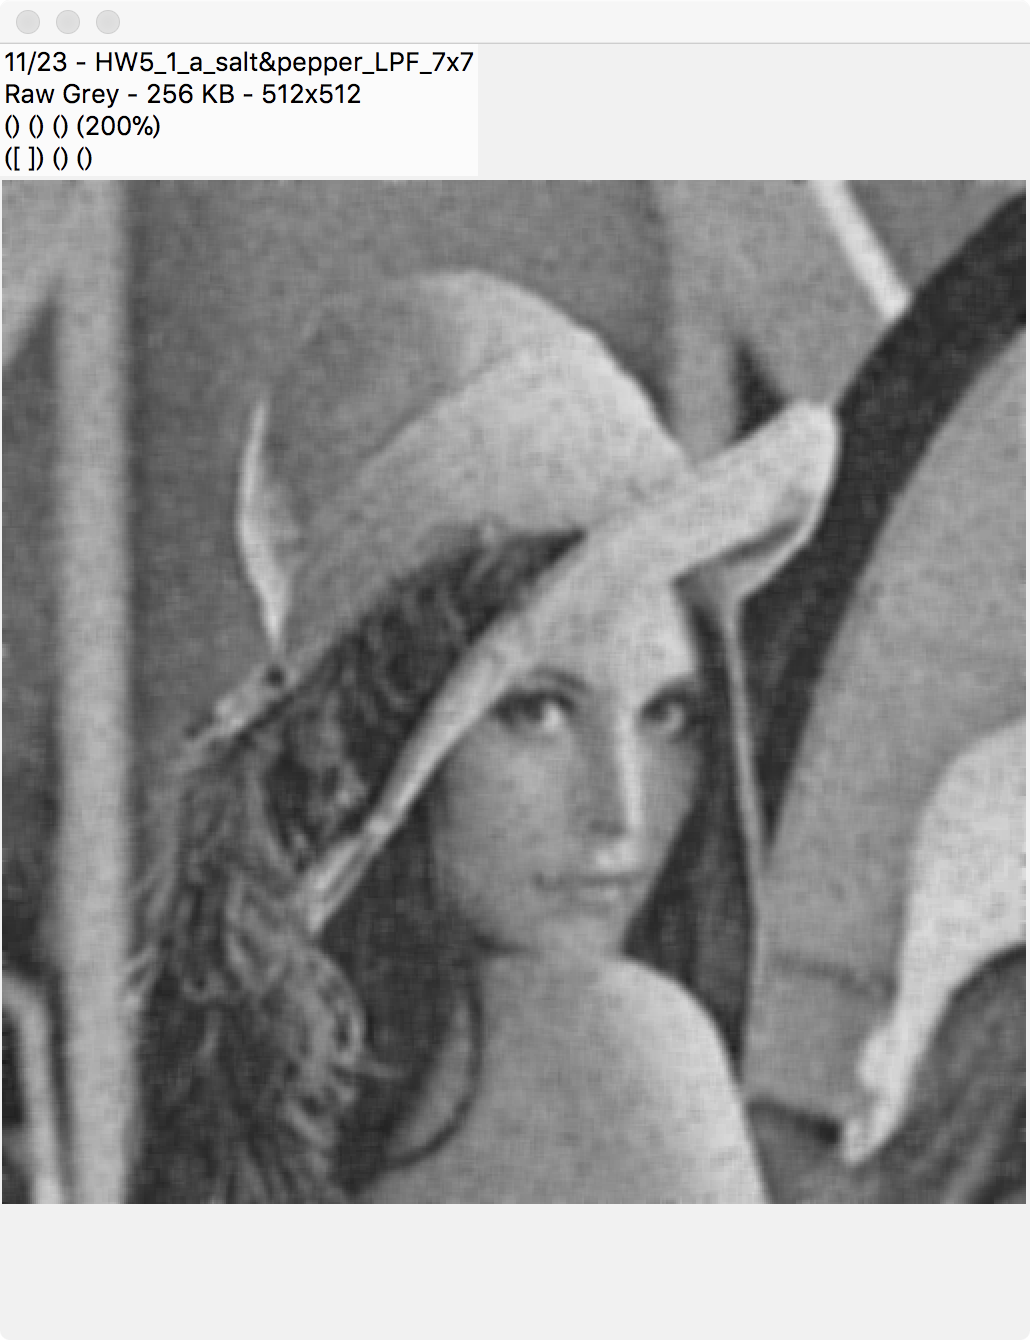 11/23 - HW5_1_a_salt&pepper_LPF_7x7
Raw Grey - 256 KB - 512x512
() () () (200%)
([ ]) () ()